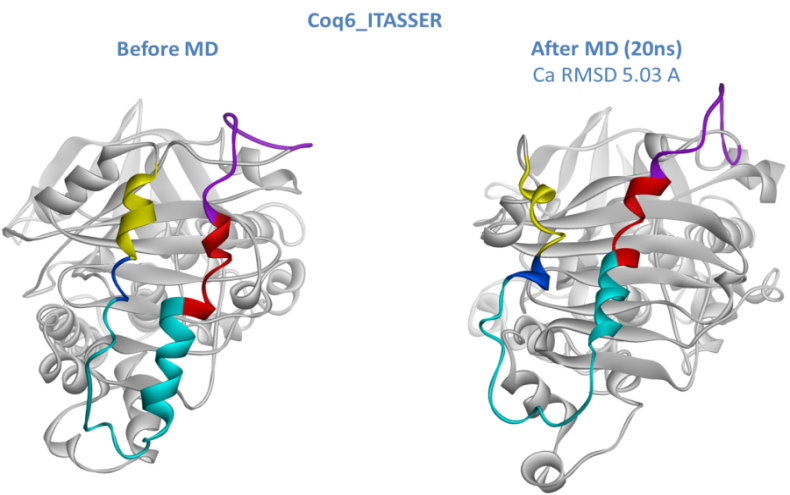 Coq6_ITASSER
Before MD
After MD (20ns)
Ca RMSD 5.03 A